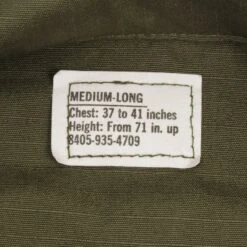 MEDIUM-LONG
Chest: 37 to 41 inches
Height: From 71 in. up
8405-935-4709